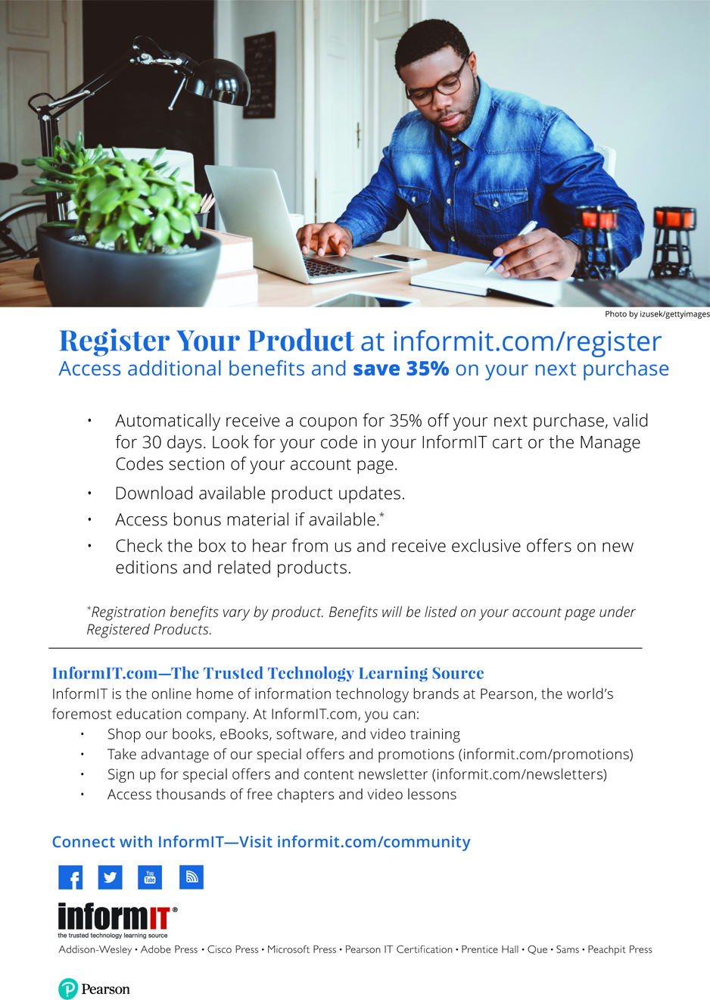 Photo by izusek/gettyimages
Register Your Product at informit.com/register
Access additional benefits and save 35% on your next purchase
• Automatically receive a coupon for 35% off your next purchase, valid
for 30 days. Look for your code in your InformIT cart or the Manage
Codes section of your account page.
• Download available product updates.
• Access bonus material if available.*
• Check the box to hear from us and receive exclusive offers on new
editions and related products.
*Registration benefits vary by product. Benefits will be listed on your account page under
Registered Products.
InformIT.com—The Trusted Technology Learning Source
InformIT is the online home of information technology brands at Pearson, the world’s
foremost education company. At InformIT.com, you can:
• Shop our books, eBooks, software, and video training
• Take advantage of our special offers and promotions (informit.com/promotions)
• Sign up for special offers and content newsletter (informit.com/newsletters)
• Access thousands of free chapters and video lessons
Connect with InformIT—Visit informit.com/community
f You Tube
informIT®
the trusted technology learning source
Addison-Wesley • Adobe Press • Cisco Press • Microsoft Press • Pearson IT Certification • Prentice Hall • Que • Sams • Peachpit Press
P Pearson